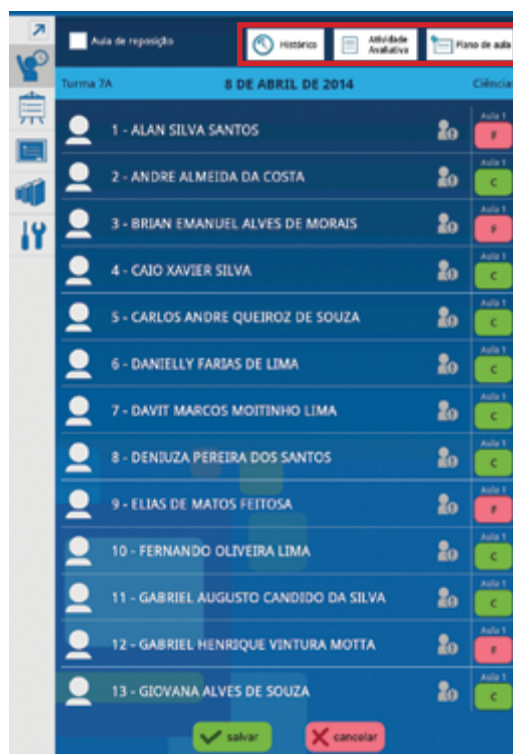 Aula de reposição
Histórico
Atividade
Avaliativa
Plano de aula
Turma 7A
8 DE ABRIL DE 2014
Ciência
Aula 1
1 - ALAN SILVA SANTOS
F
Aula 1
2 - ANDRE ALMEIDA DA COSTA
C
Aula 1
3 - BRIAN EMANUEL ALVES DE MORAIS
F
Aula 1
4 - CAIO XAVIER SILVA
C
Aula 1
5 - CARLOS ANDRE QUEIROZ DE SOUZA
C
Aula 1
6 - DANIELLY FARIAS DE LIMA
C
Aula 1
7 - DAVIT MARCOS MOITINHO LIMA
C
Aula 1
8 - DENIUZA PEREIRA DOS SANTOS
C
Aula 1
9 - ELIAS DE MATOS FEITOSA
F
Aula 1
10 - FERNANDO OLIVEIRA LIMA
C
Aula 1
11 - GABRIEL AUGUSTO CANDIDO DA SILVA
C
Aula 1
12 - GABRIEL HENRIQUE VINTURA MOTTA
F
Aula 1
13 - GIOVANA ALVES DE SOUZA
C
salvar
cancelar